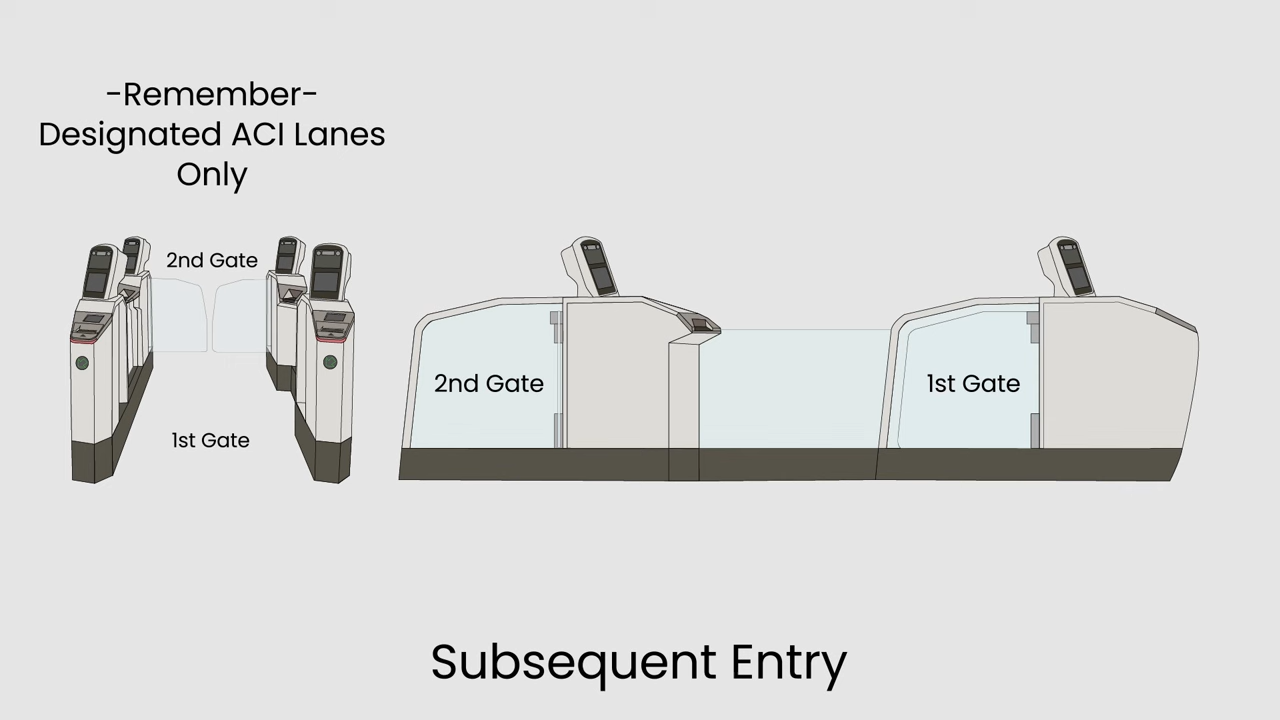 -Remember-
Designated ACI Lanes
Only
2nd Gate
1st Gate
2nd Gate
1st Gate
Subsequent Entry